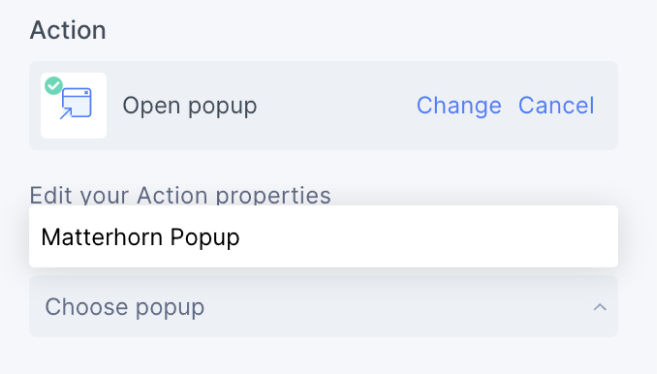 Action
Open popup Change Cancel
Edit your Action properties
Matterhorn Popup
Choose popup